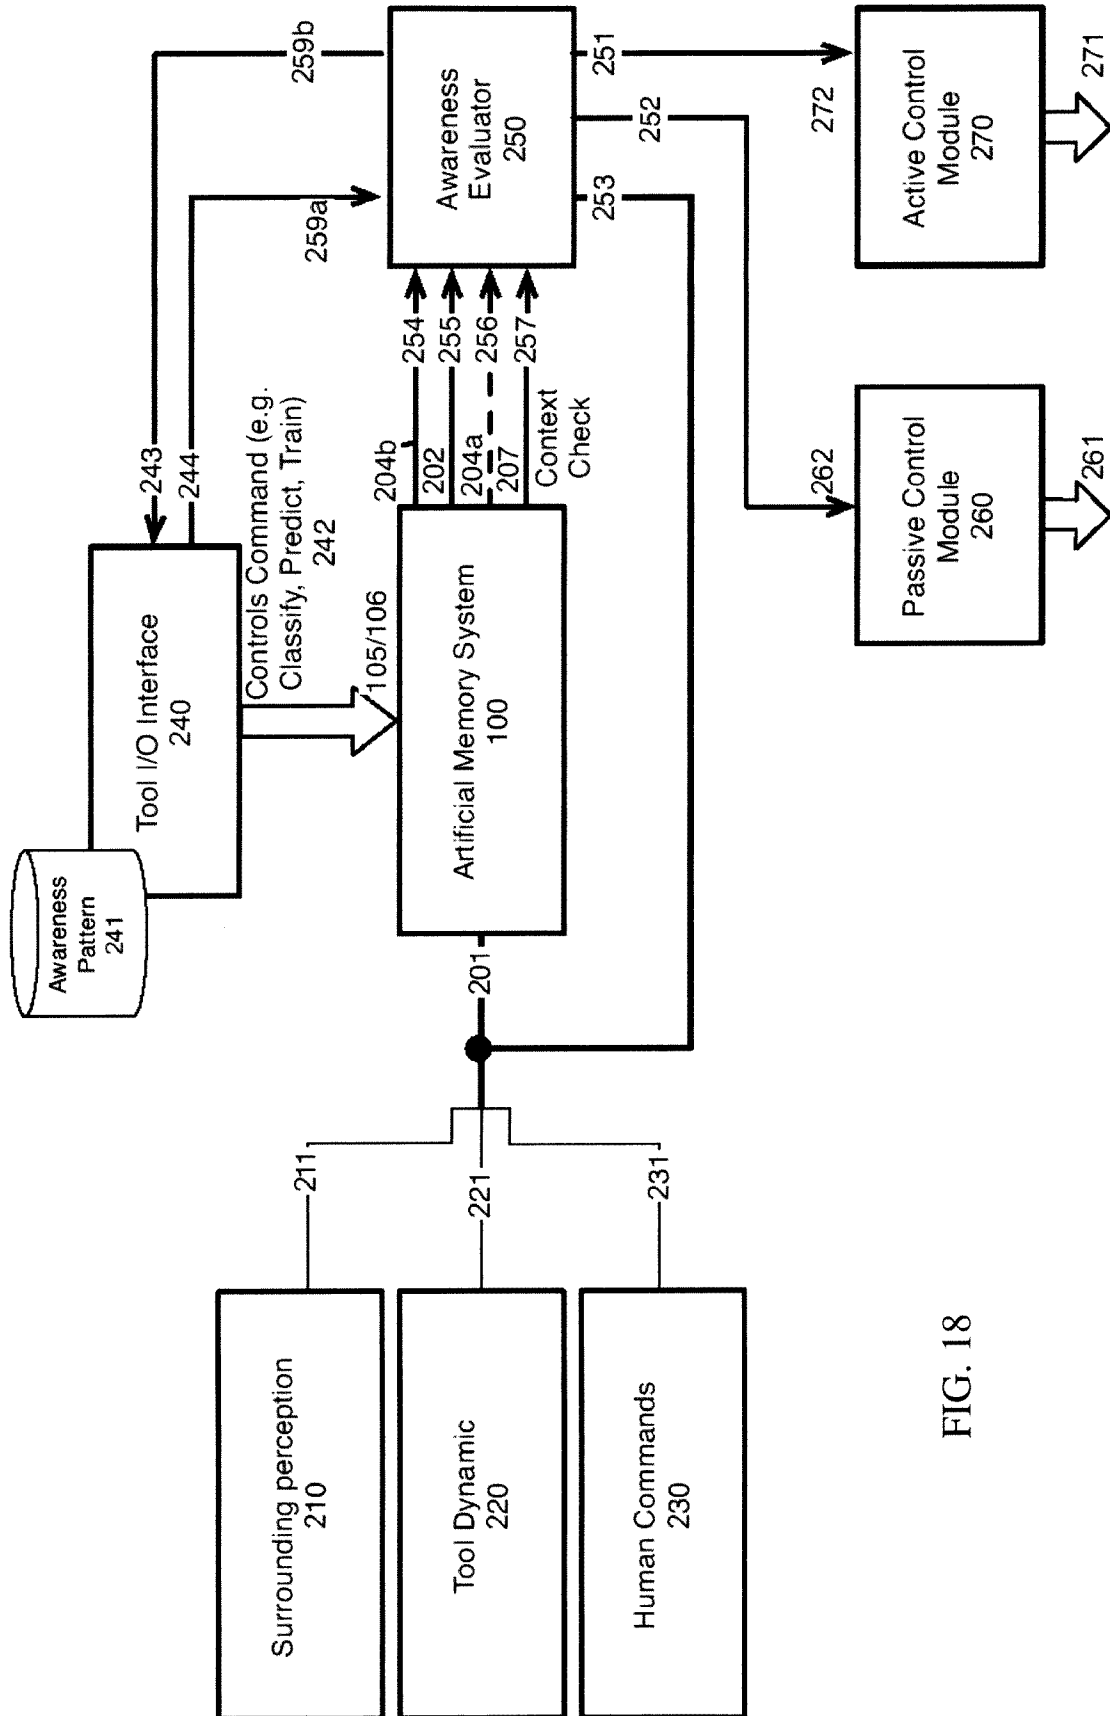 Awareness
Pattern
241
Tool I/O Interface
240
243
244
259b
259a
Controls Command (e.g.
Classify, Predict, Train)
242
105/106
Surrounding perception
210
211
Tool Dynamic
220
221
Human Commands
230
231
201
Artificial Memory System
100
204b
254
202
255
204a
256
207
257
Context
Check
Awareness
Evaluator
250
253
252
251
262
272
Passive Control
Module
260
261
Active Control
Module
270
271
FIG. 18